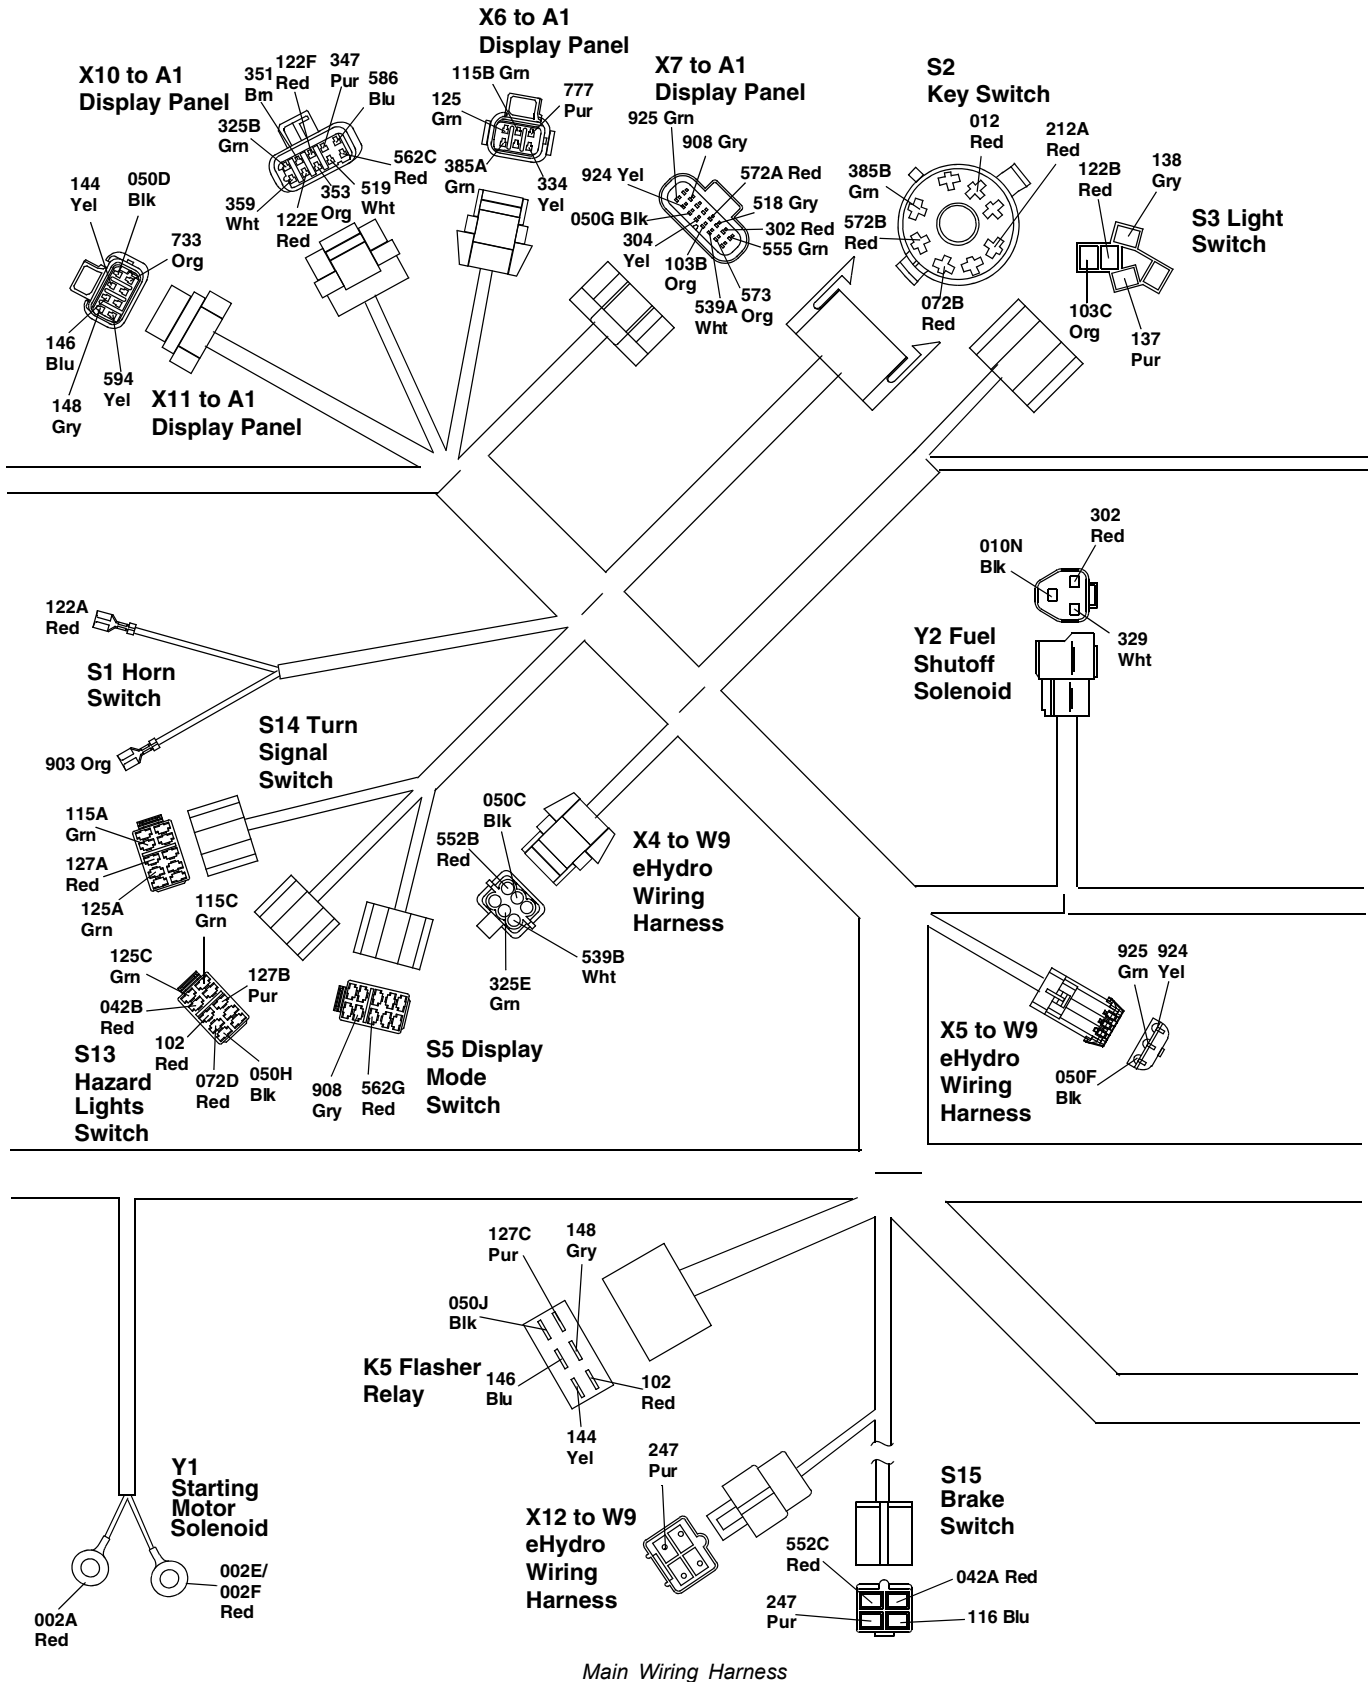 X6 to A1
Display Panel
115B Grn
777
Pur
125
Grn
385A
Grn
334
Yel
X10 to A1
Display Panel
351
Brn
122F
Red
347
Pur
586
Blu
325B
Grn
562C
Red
359
Wht
122E
Red
353
Org
519
Wht
X7 to A1
Display Panel
925 Grn
908 Gry
924 Yel
572A Red
050G Blk
518 Gry
302 Red
304
Yel
555 Grn
103B
Org
539A
Wht
573
Org
S2
Key Switch
012
Red
212A
Red
385B
Grn
572B
Red
072B
Red
122B
Red
138
Gry
S3 Light
Switch
103C
Org
137
Pur
144
Yel
050D
Blk
733
Org
146
Blu
148
Gry
594
Yel
X11 to A1
Display Panel
302
Red
010N
Blk
Y2 Fuel
Shutoff
Solenoid
329
Wht
122A
Red
S1 Horn
Switch
903 Org
S14 Turn
Signal
Switch
115A
Grn
127A
Red
125A
Grn
115C
Grn
125C
Grn
127B
Pur
042B
Red
102
Red
072D
Red
050H
Blk
S13
Hazard
Lights
Switch
908
Gry
562G
Red
S5 Display
Mode
Switch
050C
Blk
552B
Red
325E
Grn
539B
Wht
X4 to W9
eHydro
Wiring
Harness
925
Grn
924
Yel
X5 to W9
eHydro
Wiring
Harness
050F
Blk
127C
Pur
148
Gry
050J
Blk
K5 Flasher
Relay
146
Blu
102
Red
144
Yel
247
Pur
X12 to W9
eHydro
Wiring
Harness
S15
Brake
Switch
552C
Red
042A Red
247
Pur
116 Blu
Y1
Starting
Motor
Solenoid
002A
Red
002E/
002F
Red
Main Wiring Harness